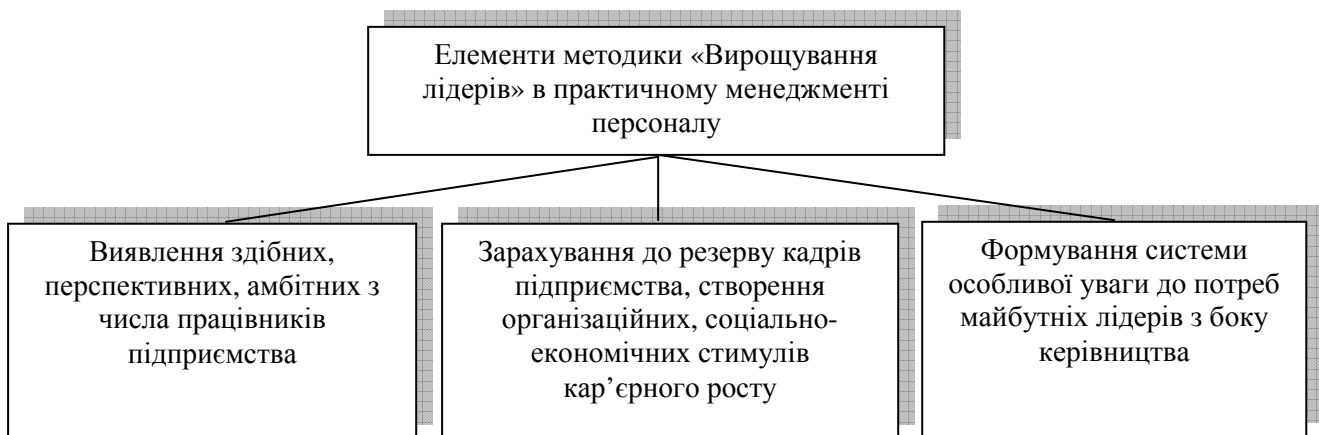 Елементи методики «Вирощування
лідерів» в практичному менеджменті
персоналу
Виявлення здібних,
перспективних, амбітних з
числа працівників
підприємства
Зарахування до резерву кадрів
підприємства, створення
організаційних, соціально-
економічних стимулів
кар’єрного росту
Формування системи
особливої уваги до потреб
майбутніх лідерів з боку
керівництва